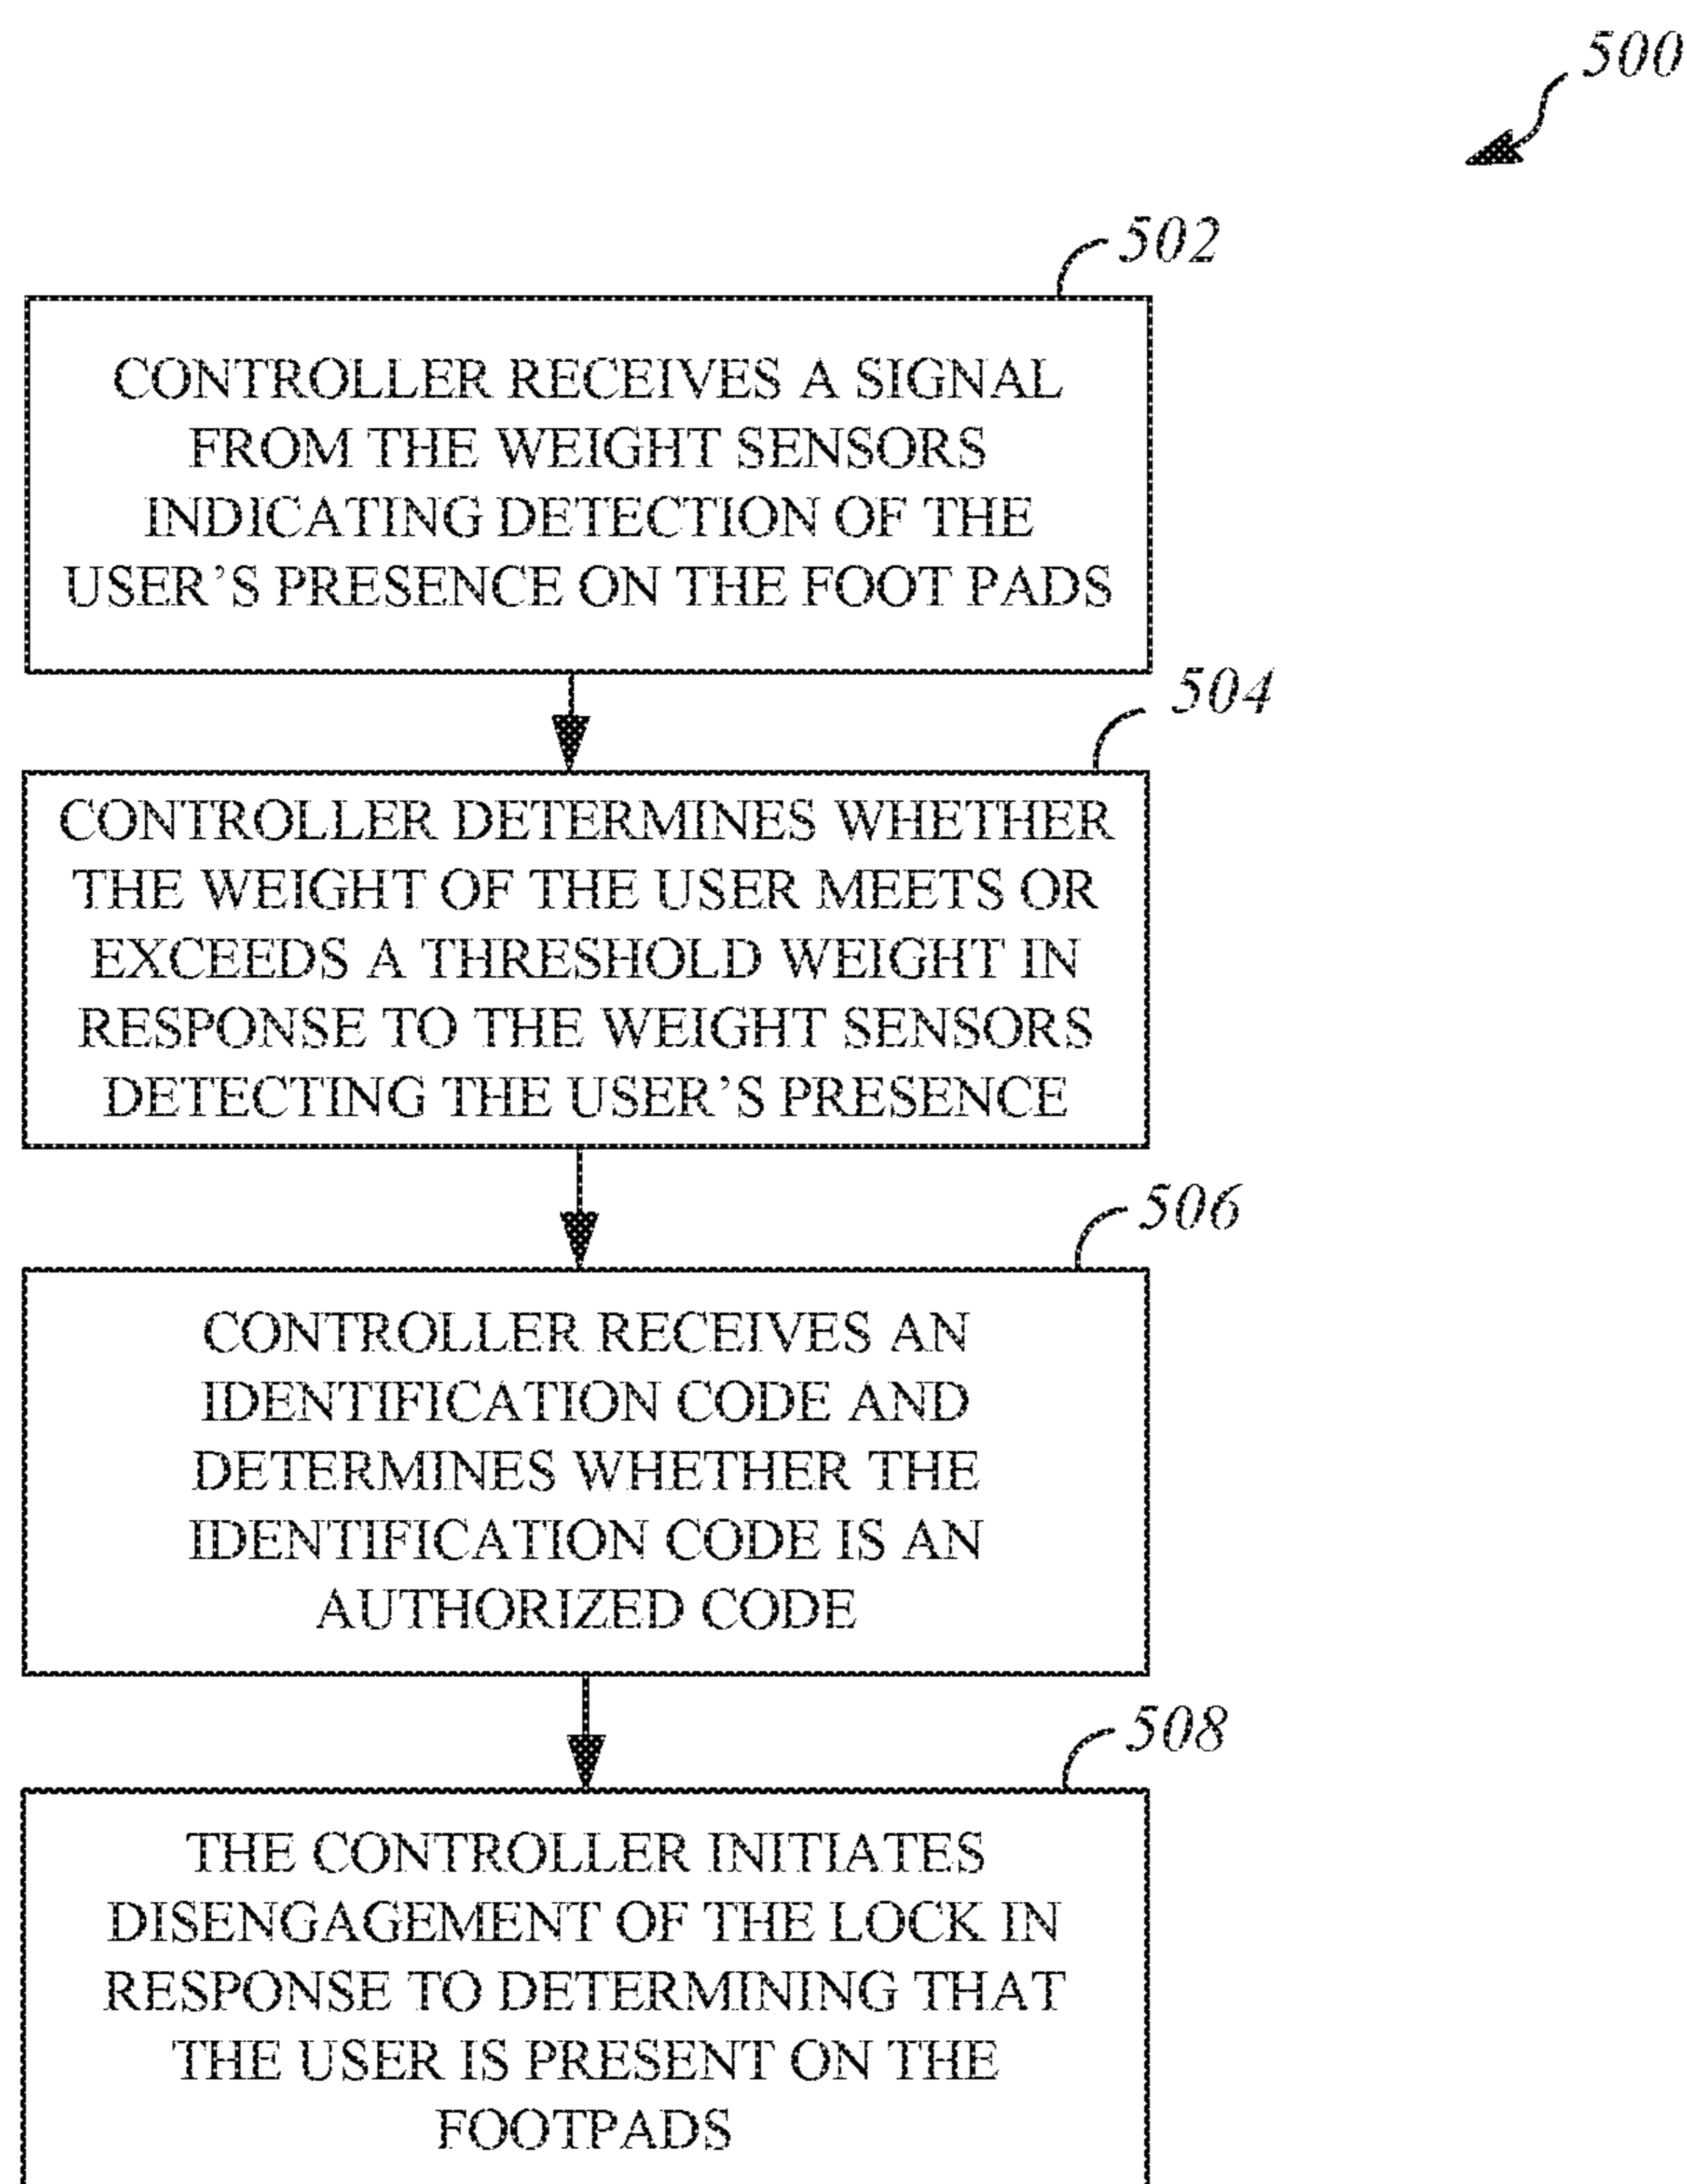 500
502
CONTROLLER RECEIVES A SIGNAL
FROM THE WEIGHT SENSORS
INDICATING DETECTION OF THE
USER’S PRESENCE ON THE FOOT PADS
504
CONTROLLER DETERMINES WHETHER
THE WEIGHT OF THE USER MEETS OR
EXCEEDS A THRESHOLD WEIGHT IN
RESPONSE TO THE WEIGHT SENSORS
DETECTING THE USER’S PRESENCE
506
CONTROLLER RECEIVES AN
IDENTIFICATION CODE AND
DETERMINES WHETHER THE
IDENTIFICATION CODE IS AN
AUTHORIZED CODE
508
THE CONTROLLER INITIATES
DISENGAGEMENT OF THE LOCK IN
RESPONSE TO DETERMINING THAT
THE USER IS PRESENT ON THE
FOOTPADS